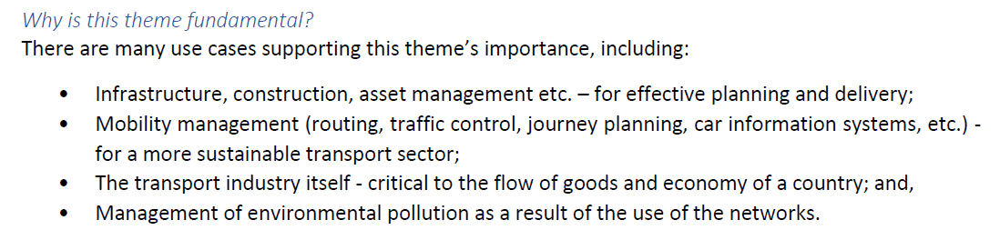 Why is this theme fundamental?
There are many use cases supporting this theme’s importance, including:
• Infrastructure, construction, asset management etc. – for effective planning and delivery;
• Mobility management (routing, traffic control, journey planning, car information systems, etc.) -
for a more sustainable transport sector;
• The transport industry itself - critical to the flow of goods and economy of a country; and,
• Management of environmental pollution as a result of the use of the networks.